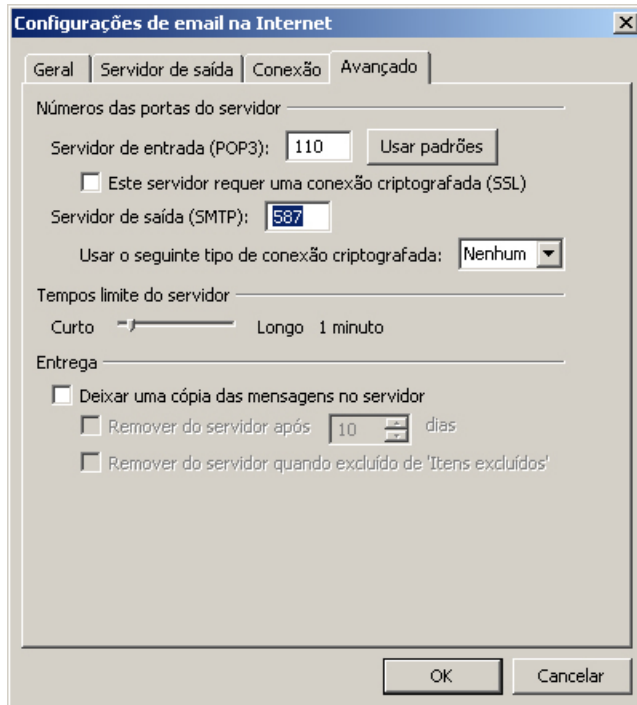 Configurações de email na Internet
Geral Servidor de saída Conexão Avançado
Números das portas do servidor
Servidor de entrada (POP3): 110 Usar padrões
Este servidor requer uma conexão criptografada (SSL)
Servidor de saída (SMTP): 587
Usar o seguinte tipo de conexão criptografada: Nenhum
Tempos limite do servidor
Curto Longo 1 minuto
Entrega
Deixar uma cópia das mensagens no servidor
Remover do servidor após 10 dias
Remover do servidor quando excluído de 'Itens excluídos'
OK Cancelar